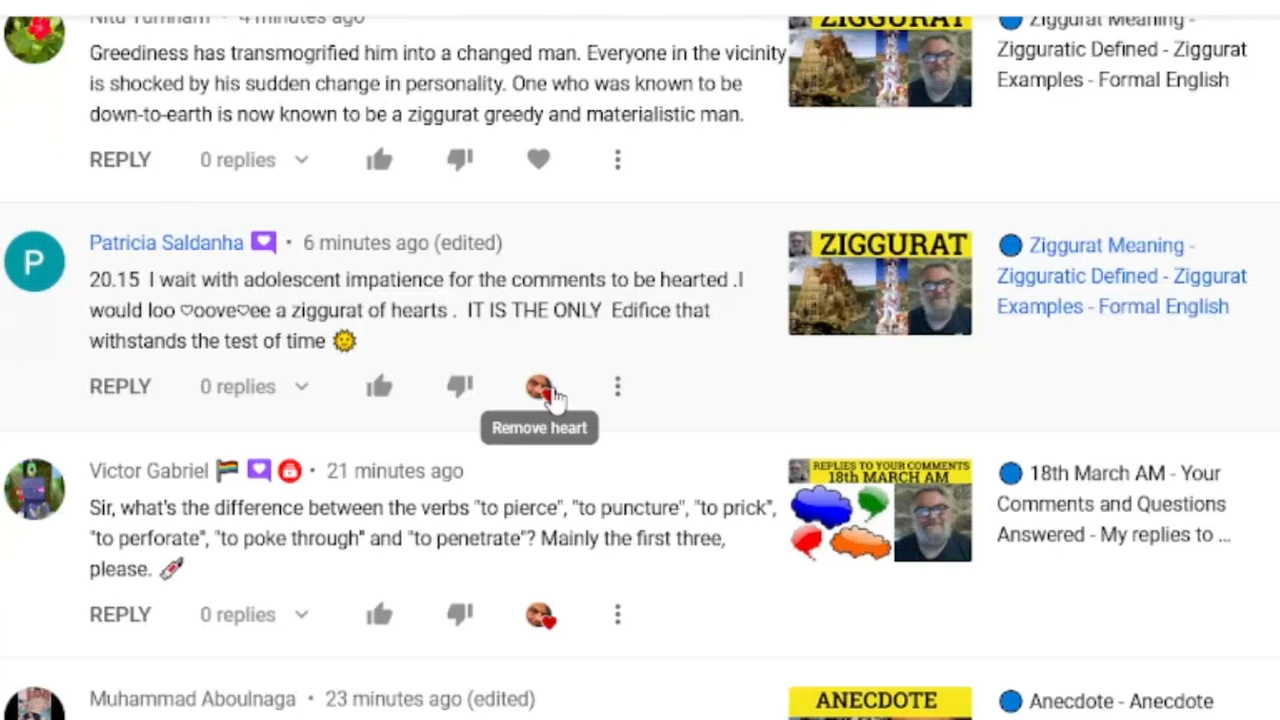 Nitu Yumnam • 4 minutes ago
Greediness has transmogrified him into a changed man. Everyone in the vicinity
is shocked by his sudden change in personality. One who was known to be
down-to-earth is now known to be a ziggurat greedy and materialistic man.
REPLY 0 replies
ZIGGURAT
Ziggurat Meaning -
Zigguratic Defined - Ziggurat
Examples - Formal English
P
Patricia Saldanha • 6 minutes ago (edited)
20.15 I wait with adolescent impatience for the comments to be hearted .I
would loo ♡oove♡ee a ziggurat of hearts . IT IS THE ONLY Edifice that
withstands the test of time 🌞
REPLY 0 replies
Remove heart
ZIGGURAT
Ziggurat Meaning -
Zigguratic Defined - Ziggurat
Examples - Formal English
Victor Gabriel 🏳️‍🌈 • 21 minutes ago
Sir, what's the difference between the verbs "to pierce", "to puncture", "to prick",
"to perforate", "to poke through" and "to penetrate"? Mainly the first three,
please.
REPLY 0 replies
REPLIES TO YOUR COMMENTS
18th MARCH AM
18th March AM - Your
Comments and Questions
Answered - My replies to ...
Muhammad Aboulnaga • 23 minutes ago (edited)
ANECDOTE
Anecdote - Anecdote